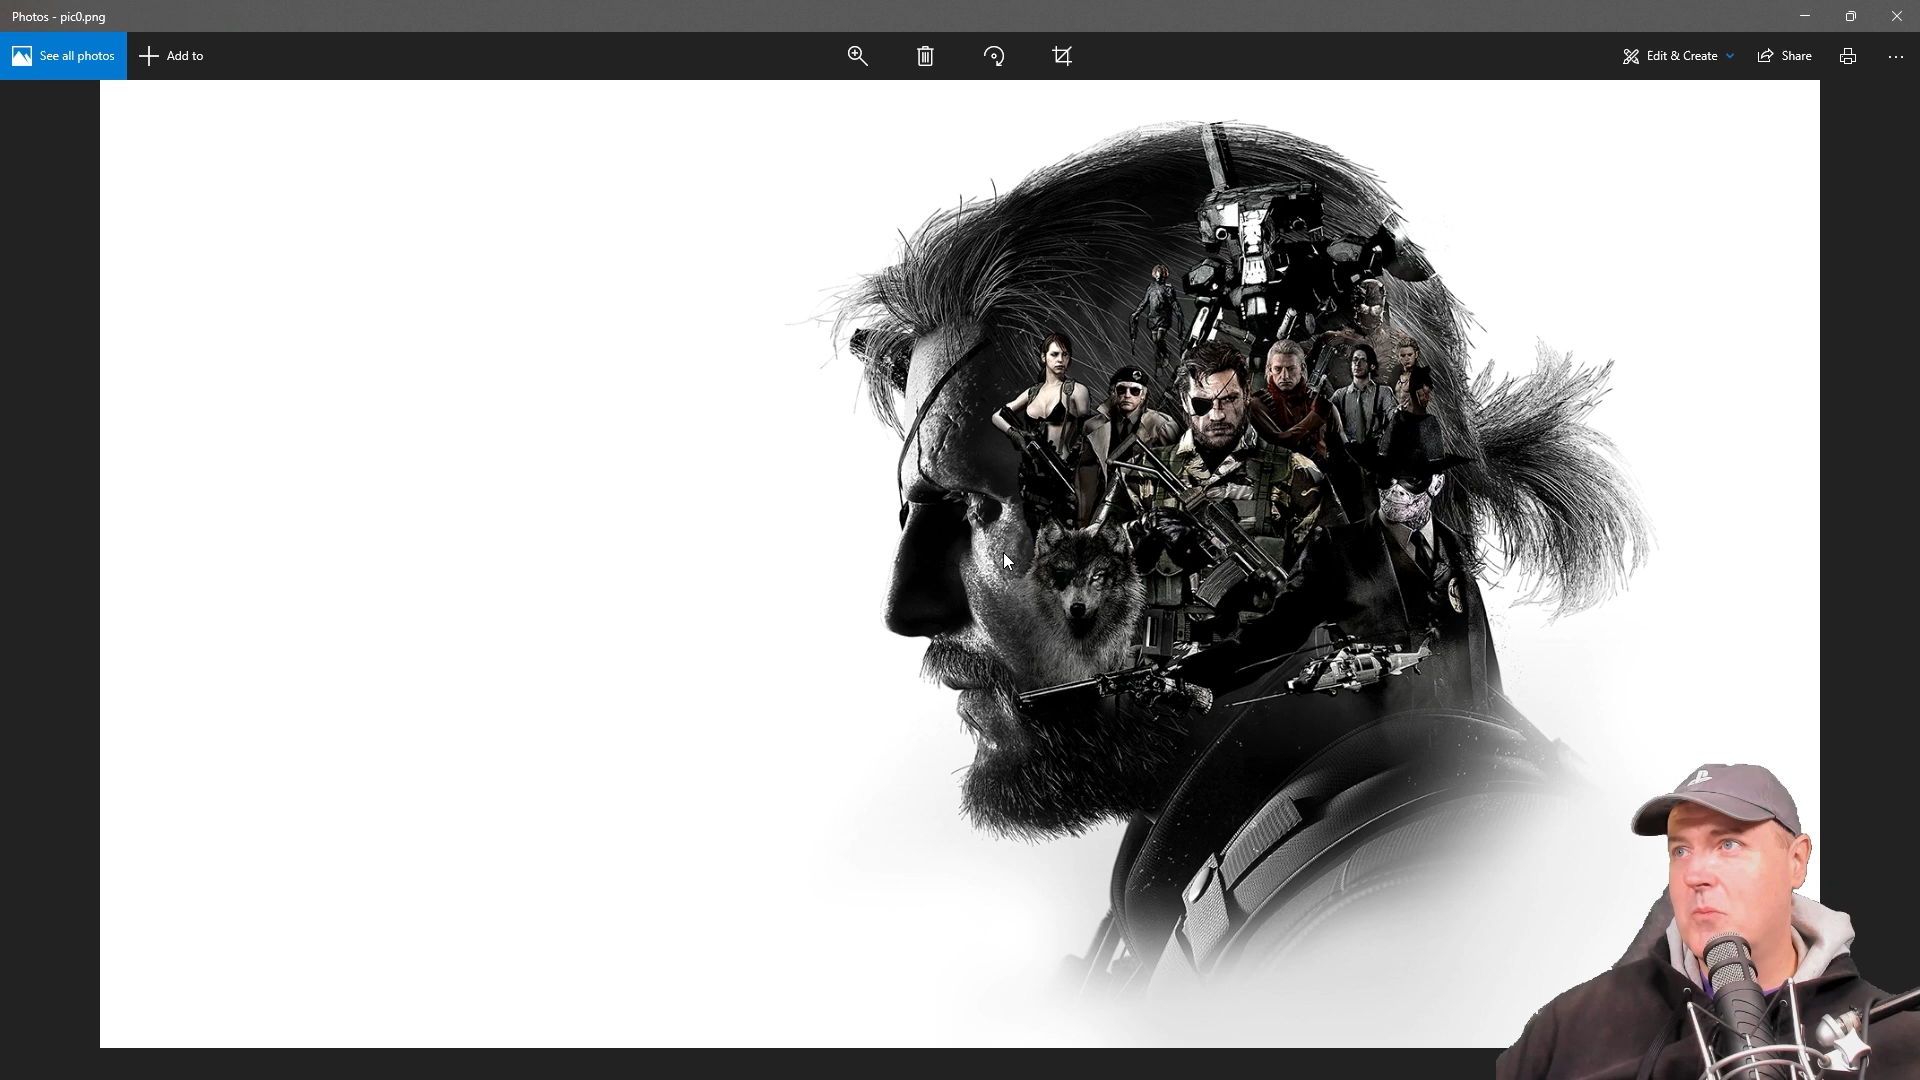 Photos - pic0.png
See all photos
Add to
Edit & Create
Share